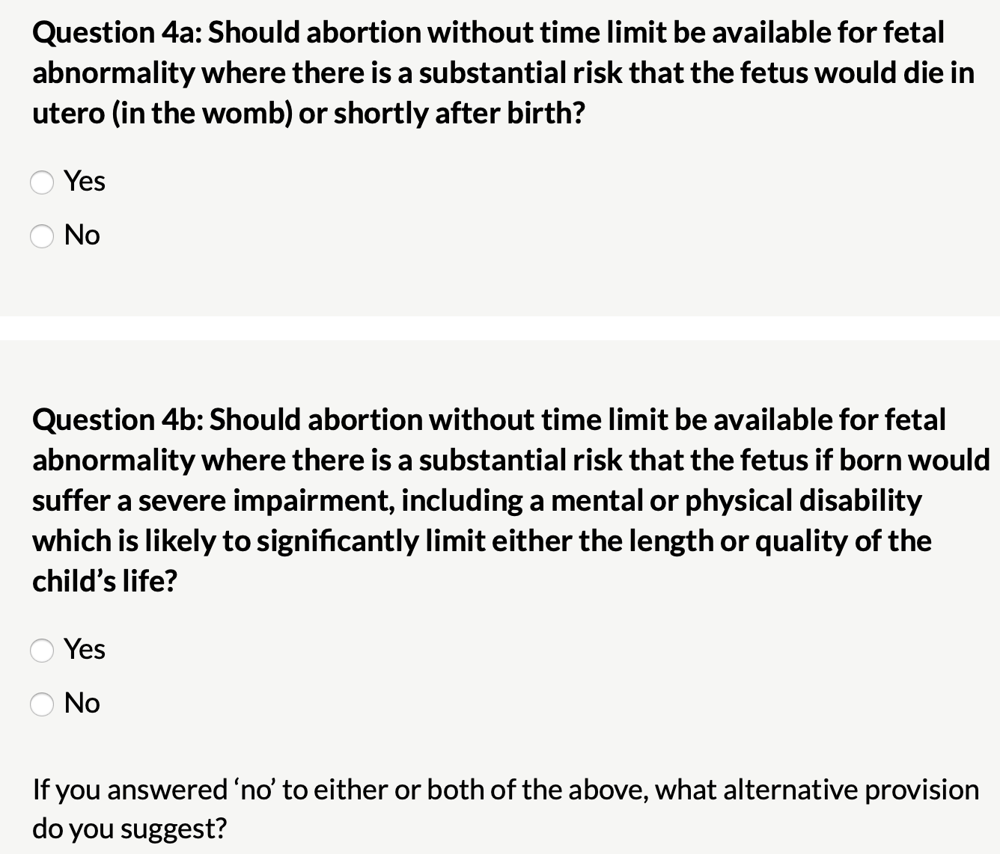 Question 4a: Should abortion without time limit be available for fetal
abnormality where there is a substantial risk that the fetus would die in
utero (in the womb) or shortly after birth?
Yes
No
Question 4b: Should abortion without time limit be available for fetal
abnormality where there is a substantial risk that the fetus if born would
suffer a severe impairment, including a mental or physical disability
which is likely to significantly limit either the length or quality of the
child’s life?
Yes
No
If you answered ‘no’ to either or both of the above, what alternative provision
do you suggest?